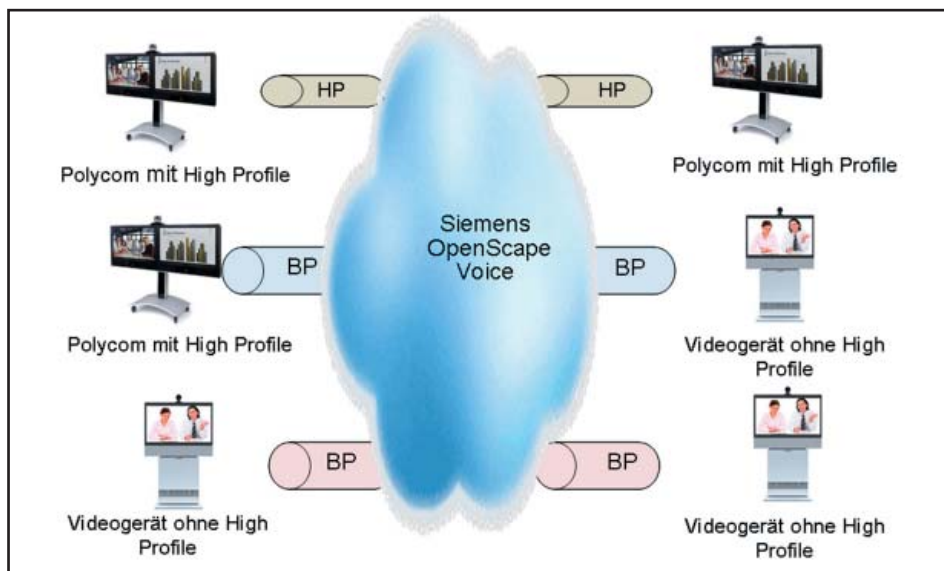 HP
HP
Polycom mit High Profile
Polycom mit High Profile
Siemens
OpenScape
Voice
BP
BP
Polycom mit High Profile
Videogerät ohne High
Profile
BP
BP
Videogerät ohne High
Profile
Videogerät ohne High
Profile